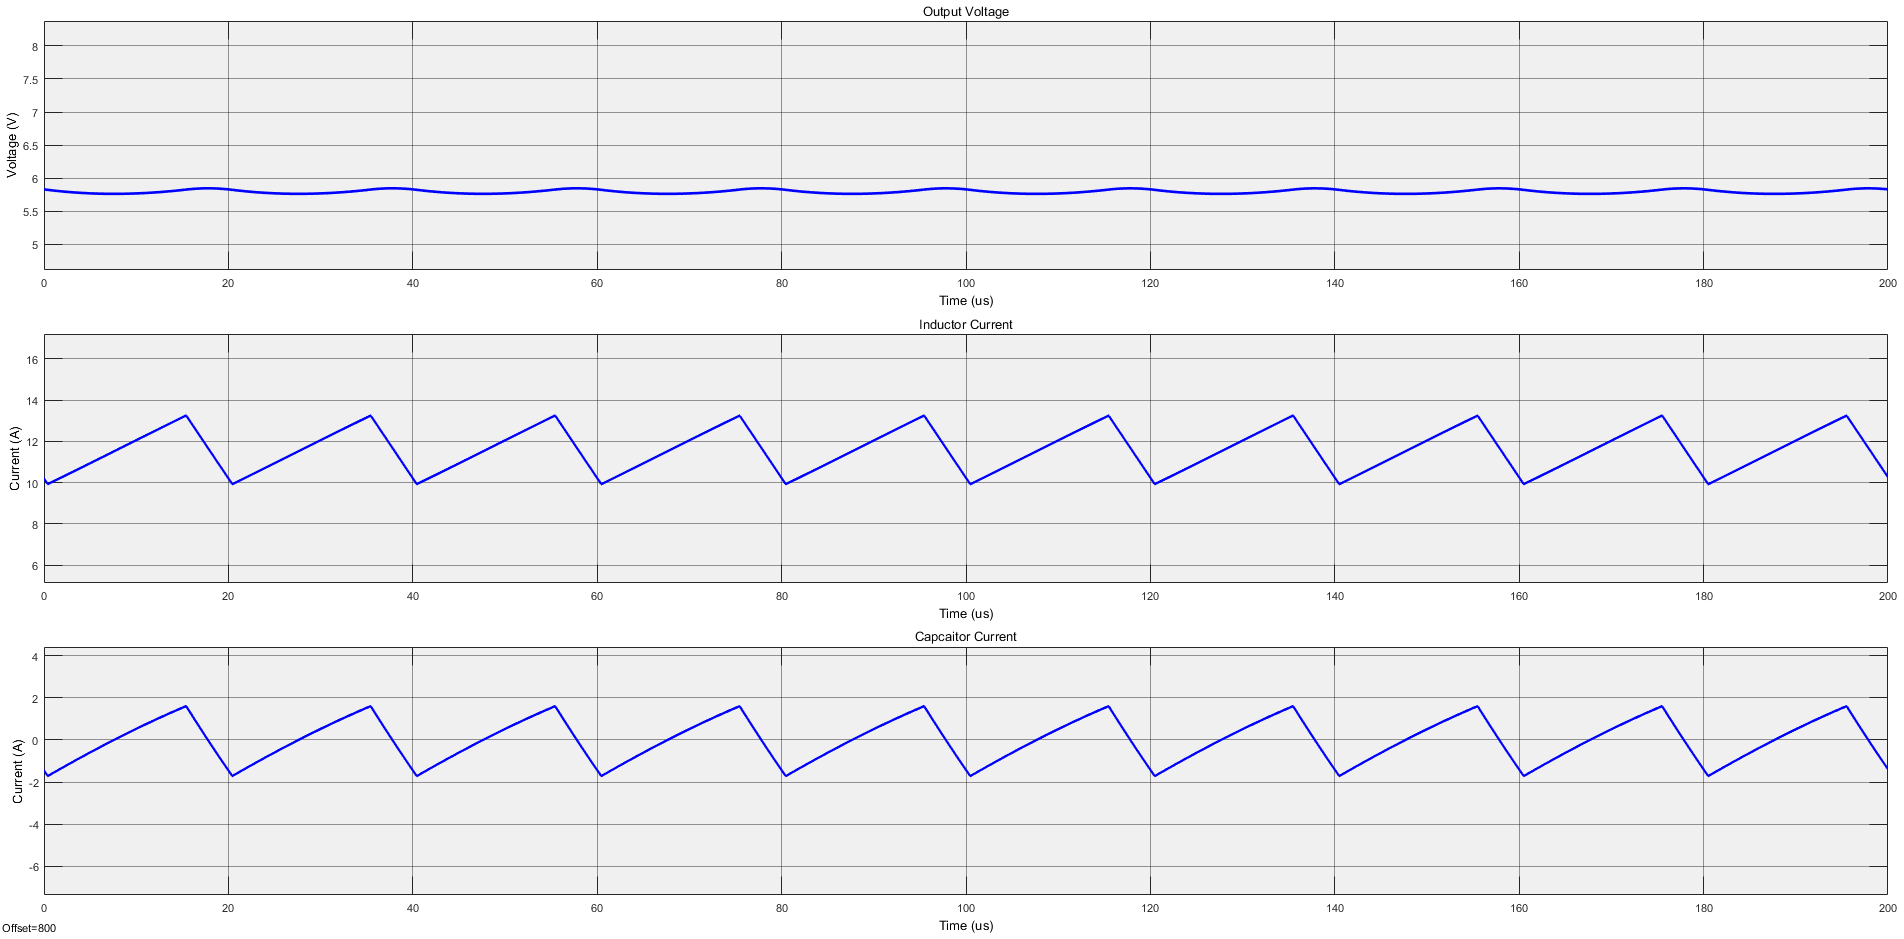 Output Voltage
Voltage (V)
8
7.5
7
6.5
6
5.5
5
0 20 40 60 80 100 120 140 160 180 200
Time (us)
Inductor Current
Current (A)
16
14
12
10
8
6
0 20 40 60 80 100 120 140 160 180 200
Time (us)
Capcaitor Current
Current (A)
4
2
0
-2
-4
-6
0 20 40 60 80 100 120 140 160 180 200
Time (us)
Offset=800